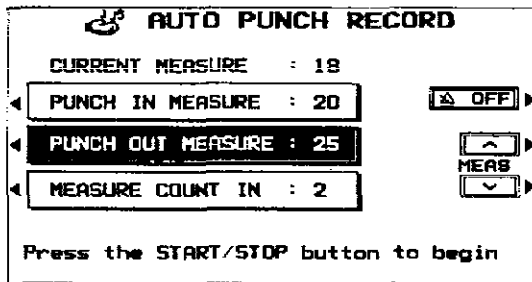 AUTO PUNCH RECORD
CURRENT MEASURE : 18
PUNCH IN MEASURE : 20
OFF
PUNCH OUT MEASURE : 25
MEAS
MEASURE COUNT IN : 2
Press the START/STOP button to begin